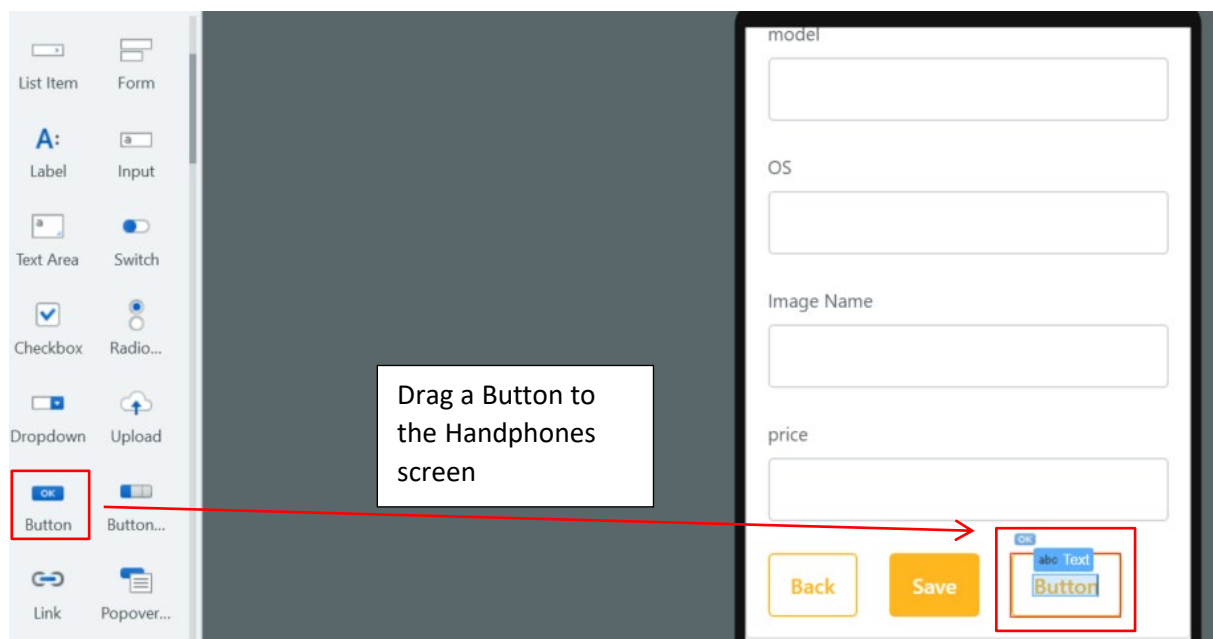 List Item Form
A:
Label
a
Input
a
Text Area Switch
Checkbox Radio...
Dropdown Upload
OK
Button Button...
Link Popover...
Drag a Button to
the Handphones
screen
model
OS
Image Name
price
Back Save
OK
abc Text
Button